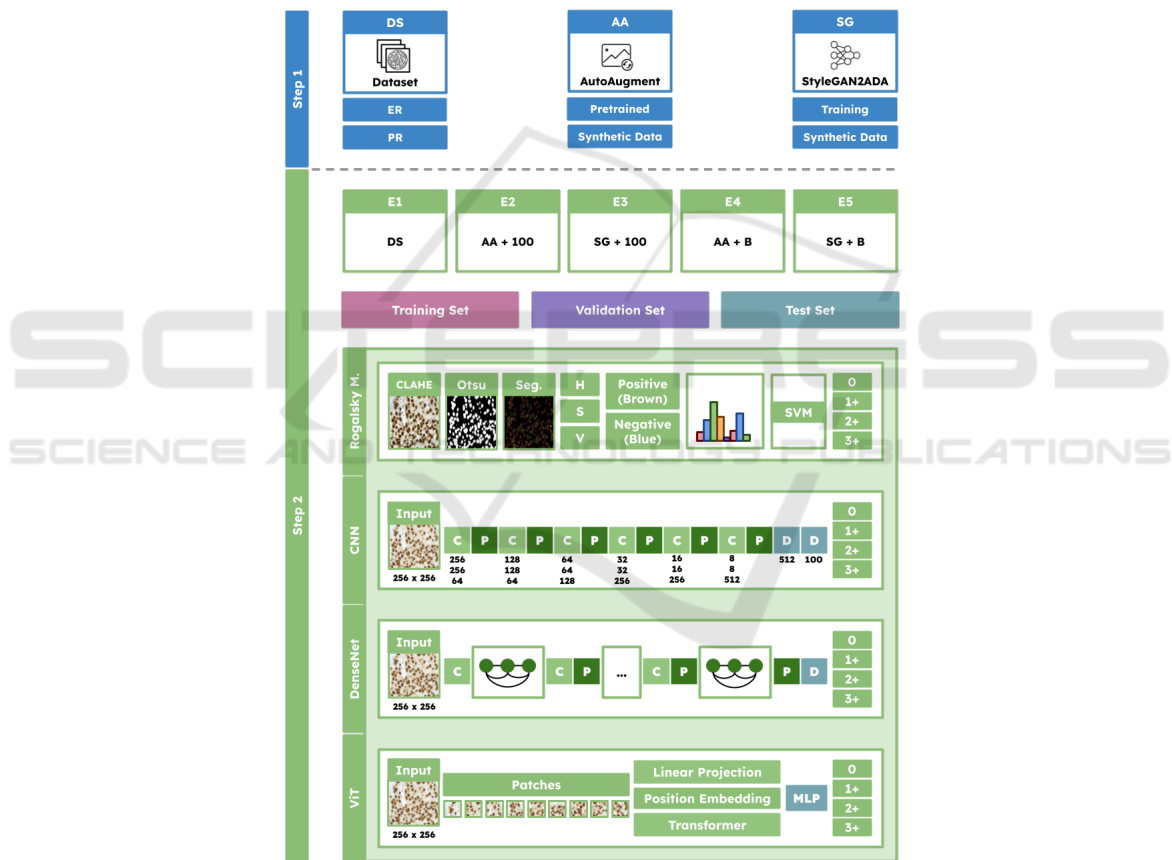 Step 1
DS
AA
SG
Dataset
AutoAugment
StyleGAN2ADA
ER
Pretrained
Training
PR
Synthetic Data
Synthetic Data
Step 2
E1
E2
E3
E4
E5
DS
AA + 100
SG + 100
AA + B
SG + B
Training Set
Validation Set
Test Set
SCITEPRESS
SCIENCE AND TECHNOLOGY PUBLICATIONS
Rogalsky M.
CLAHE
Otsu
Seg.
H
S
V
Positive
(Brown)
Negative
(Blue)
SVM
0
1+
2+
3+
CNN
Input
256 x 256
C P C P C P C P C P C P D D
256 128 64 32 16 8 512 100
256 128 64 32 16 8
64 64 128 256 256 512
0
1+
2+
3+
DenseNet
Input
256 x 256
C C P ... C P P D
0
1+
2+
3+
ViT
Input
256 x 256
Patches
Linear Projection
Position Embedding
Transformer
MLP
0
1+
2+
3+